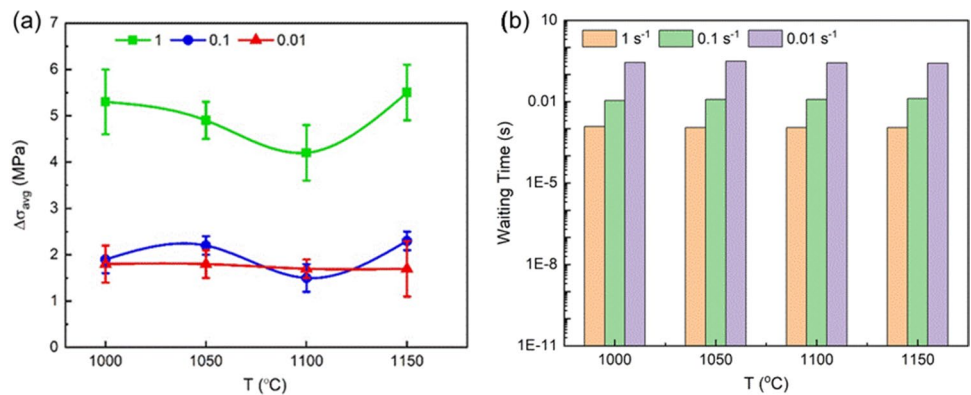 (a)
1 0.1 0.01
7
6
5
4
3
2
1
0
Δσavg (MPa)
1000 1050 1100 1150
T (°C)
(b)
1 s-1 0.1 s-1 0.01 s-1
10
0.01
1E-5
1E-8
1E-11
Waiting Time (s)
1000 1050 1100 1150
T (°C)